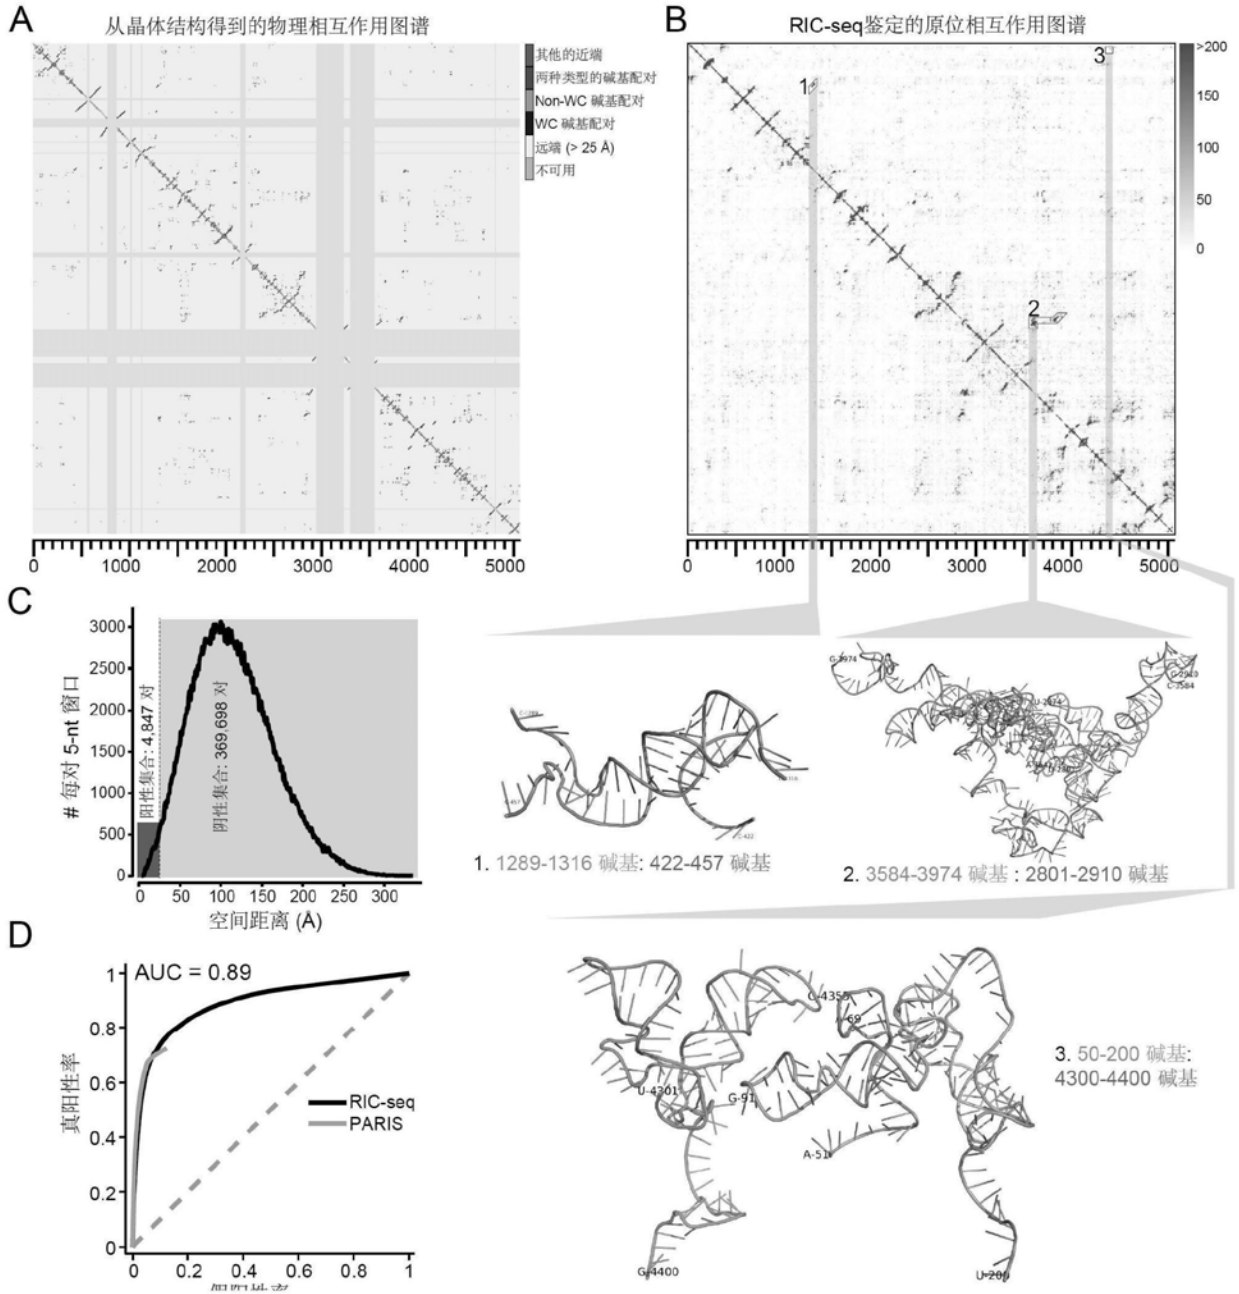 A
从晶体结构得到的物理相互作用图谱
其他的近端
两种类型的碱基配对
Non-WC 碱基配对
WC 碱基配对
远端 (> 25 Å)
不可用
0 1000 2000 3000 4000 5000
B
RIC-seq鉴定的原位相互作用图谱
1
2
3
>200
150
100
50
0
0 1000 2000 3000 4000 5000
C
# 每对 5-nt 窗口
3000
2500
2000
1500
1000
500
0
阳性集合: 4,847 对
阴性集合: 369,698 对
0 50 100 150 200 250 300
空间距离 (Å)
C-422
1. 1289-1316 碱基: 422-457 碱基
G-3974
G-2910
C-3584
2. 3584-3974 碱基 : 2801-2910 碱基
D
AUC = 0.89
真阳性率
1
0.8
0.6
0.4
0.2
0
RIC-seq
PARIS
0 0.2 0.4 0.6 0.8 1
C-4355
U-4301
G-91
A-51
G-4400
U-200
3. 50-200 碱基:
4300-4400 碱基